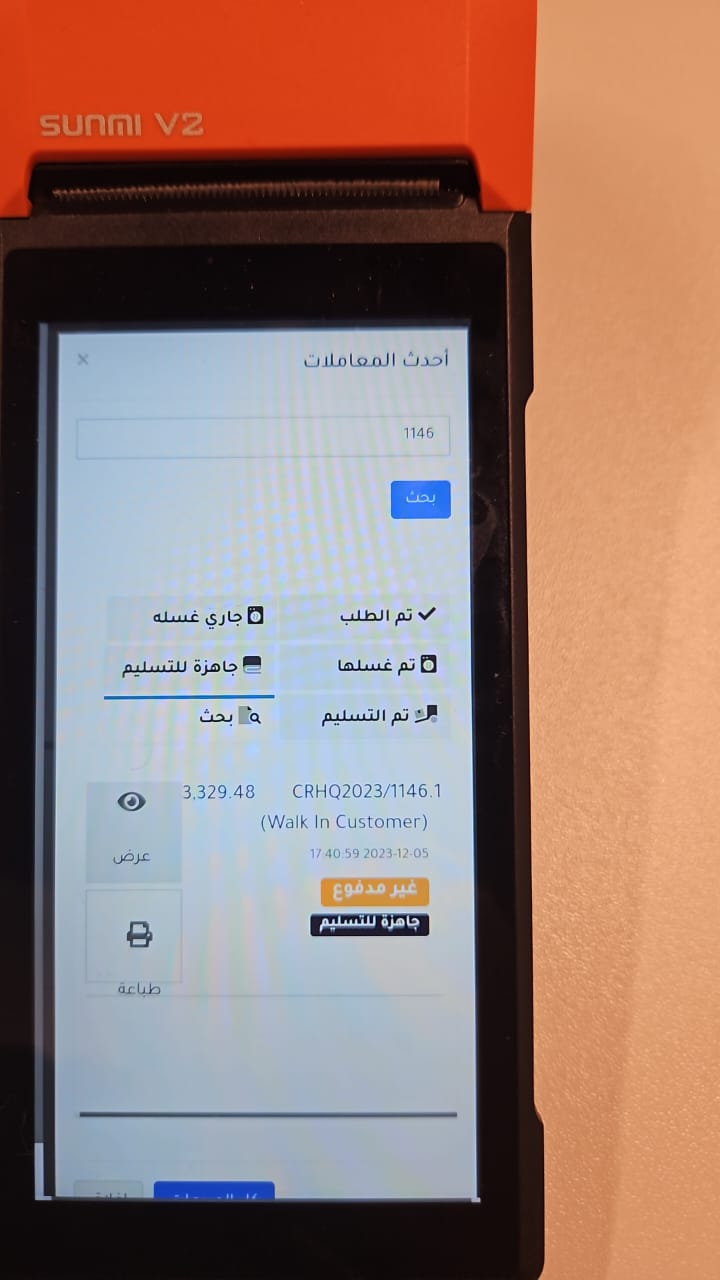 SUNMI V2
أحدث المعاملات ×
1146
بحث
تم الطلب جاري غسله
تم غسلها جاهزة للتسليم
تم التسليم بحث
CRHQ2023/1146.1 3,329.48
(Walk In Customer)
17:40:59 2023-12-05
عرض
غير مدفوع
جاهزة للتسليم
طباعة